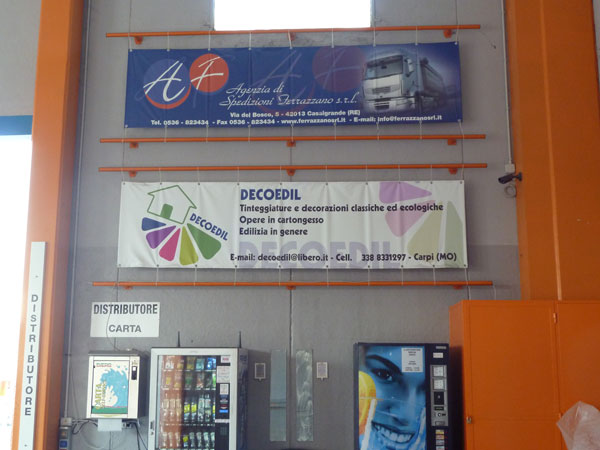 AF
Agenzia di
Spedizioni Ferrazzano s.r.l.
Via del Bosco, 5 - 42013 Casalgrande (RE)
Tel. 0536 - 823434 - Fax 0536 - 823434 - www.ferrazzanosrl.it - E-mail: info@ferrazzanosrl.it
DECOEDIL
DECOEDIL
Tinteggiature e decorazioni classiche ed ecologiche
Opere in cartongesso
Edilizia in genere
DECOEDIL
E-mail: decoedil@libero.it - Cell. 338 8331297 - Carpi (MO)
DISTRIBUTORE
CARTA
DISTRIBUTORE